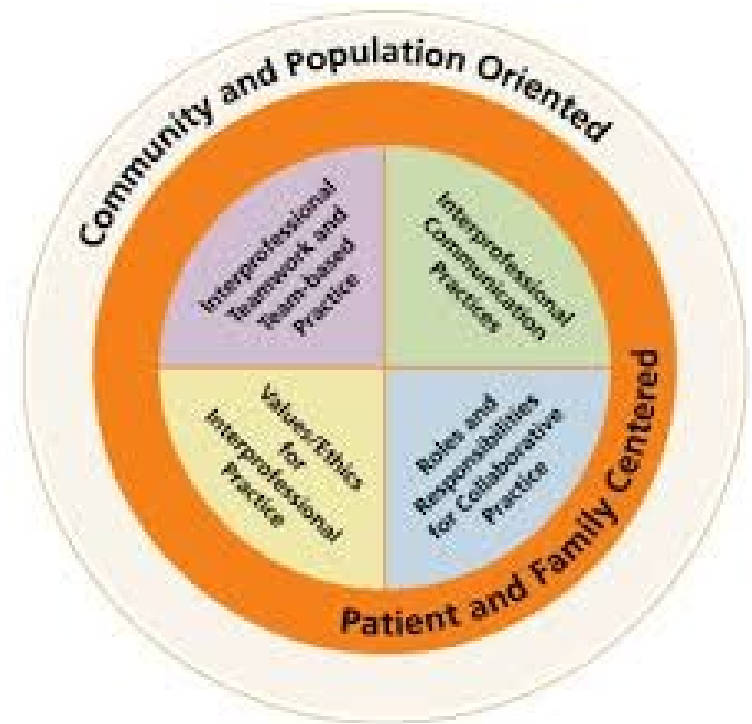 Community and Population Oriented
Interprofessional
Teamwork and
Team-based
Practice
Interprofessional
Communication
Practices
Values/Ethics
for
Interprofessional
Practice
Roles and
Responsibilities
for Collaborative
Practice
Patient and Family Centered